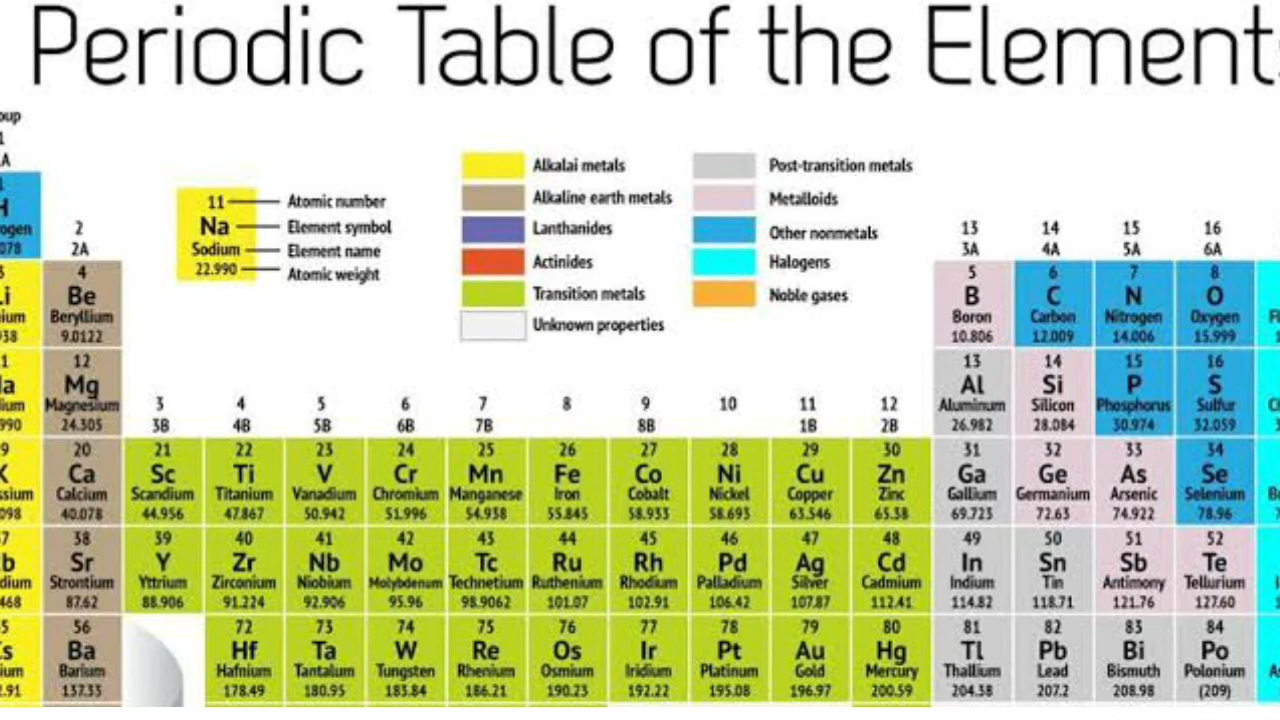 Periodic Table of the Elements
oup
1
A
Alkalai metals
Post-transition metals
Alkaline earth metals
Metalloids
11
Atomic number
H
2
13
14
15
16
Na
Element symbol
Lanthanides
Other nonmetals
ogen
2A
3A
4A
5A
6A
Sodium
Element name
Actinides
Halogens
078
22.990
Atomic weight
Transition metals
Noble gases
Unknown properties
4
5
6
7
8
Li
Be
B
C
N
O
ium
Beryllium
Boron
Carbon
Nitrogen
Oxygen
938
9.0122
10.806
12.009
14.006
15.999
12
13
14
15
16
Mg
Al
Si
P
S
ium
Magnesium
Aluminum
Silicon
Phosphorus
Sulfur
990
24.305
26.982
28.084
30.974
32.059
3
4
5
6
7
8
9
10
11
12
3B
4B
5B
6B
7B
8B
1B
2B
20
21
22
23
24
25
26
27
28
29
30
31
32
33
34
K
Ca
Sc
Ti
V
Cr
Mn
Fe
Co
Ni
Cu
Zn
Ga
Ge
As
Se
ssium
Calcium
Scandium
Titanium
Vanadium
Chromium
Manganese
Iron
Cobalt
Nickel
Copper
Zinc
Gallium
Germanium
Arsenic
Selenium
098
40.078
44.956
47.867
50.942
51.996
54.938
55.845
58.933
58.693
63.546
65.38
69.723
72.63
74.922
78.96
38
39
40
41
42
43
44
45
46
47
48
49
50
51
52
b
Sr
Y
Zr
Nb
Mo
Tc
Ru
Rh
Pd
Ag
Cd
In
Sn
Sb
Te
dium
Strontium
Yttrium
Zirconium
Niobium
Molybdenum
Technetium
Ruthenium
Rhodium
Palladium
Silver
Cadmium
Indium
Tin
Antimony
Tellurium
468
87.62
88.906
91.224
92.906
95.96
98.9062
101.07
102.91
106.42
107.87
112.41
114.82
118.71
121.76
127.60
56
72
73
74
75
76
77
78
79
80
81
82
83
84
s
Ba
Hf
Ta
W
Re
Os
Ir
Pt
Au
Hg
Tl
Pb
Bi
Po
ium
Barium
Hafnium
Tantalum
Tungsten
Rhenium
Osmium
Iridium
Platinum
Gold
Mercury
Thallium
Lead
Bismuth
Polonium
2.91
137.33
178.49
180.95
183.84
186.21
190.23
192.22
195.08
196.97
200.59
204.38
207.2
208.98
(209)